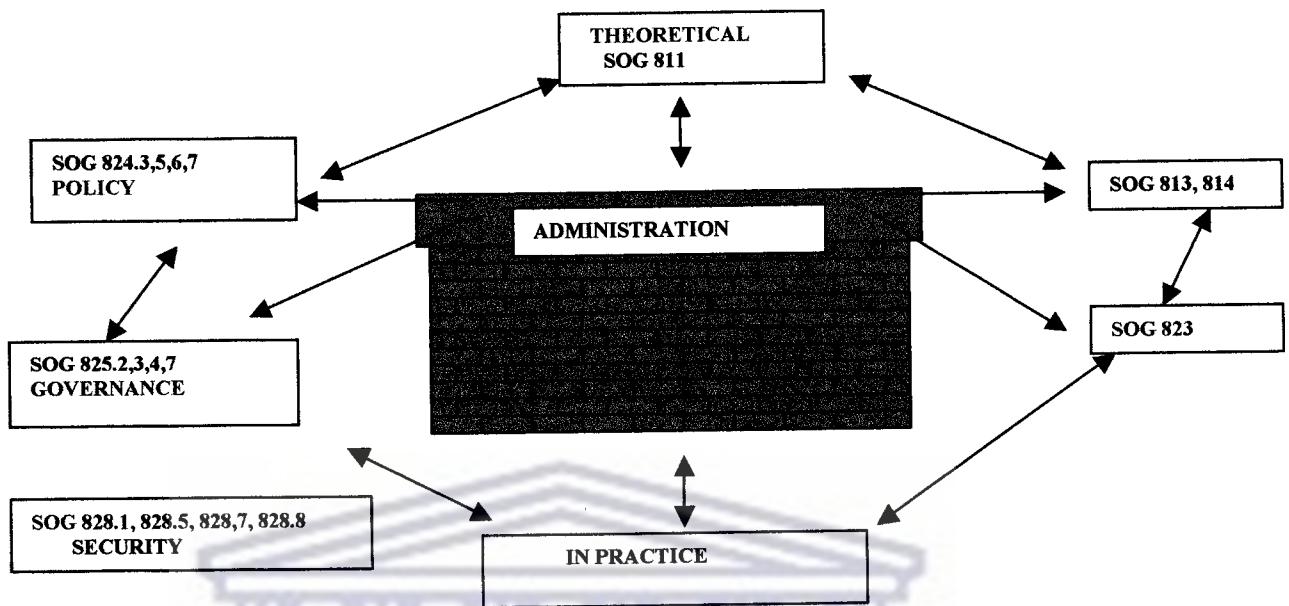 THEORETICAL
SOG 811
SOG 824.3,5,6,7
POLICY
SOG 813, 814
ADMINISTRATION
SOG 823
SOG 825.2,3,4,7
GOVERNANCE
SOG 828.1, 828.5, 828,7, 828.8
SECURITY
IN PRACTICE